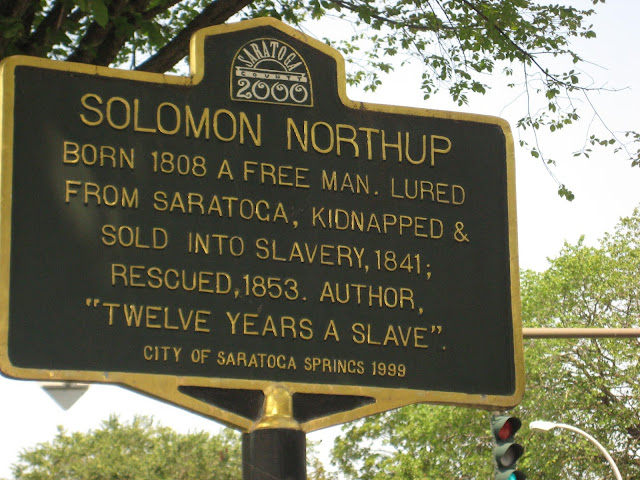 SARATOGA
COUNTY
2000
SOLOMON NORTHUP
BORN 1808 A FREE MAN. LURED
FROM SARATOGA, KIDNAPPED &
SOLD INTO SLAVERY, 1841;
RESCUED, 1853. AUTHOR,
"TWELVE YEARS A SLAVE".
CITY OF SARATOGA SPRINGS 1999